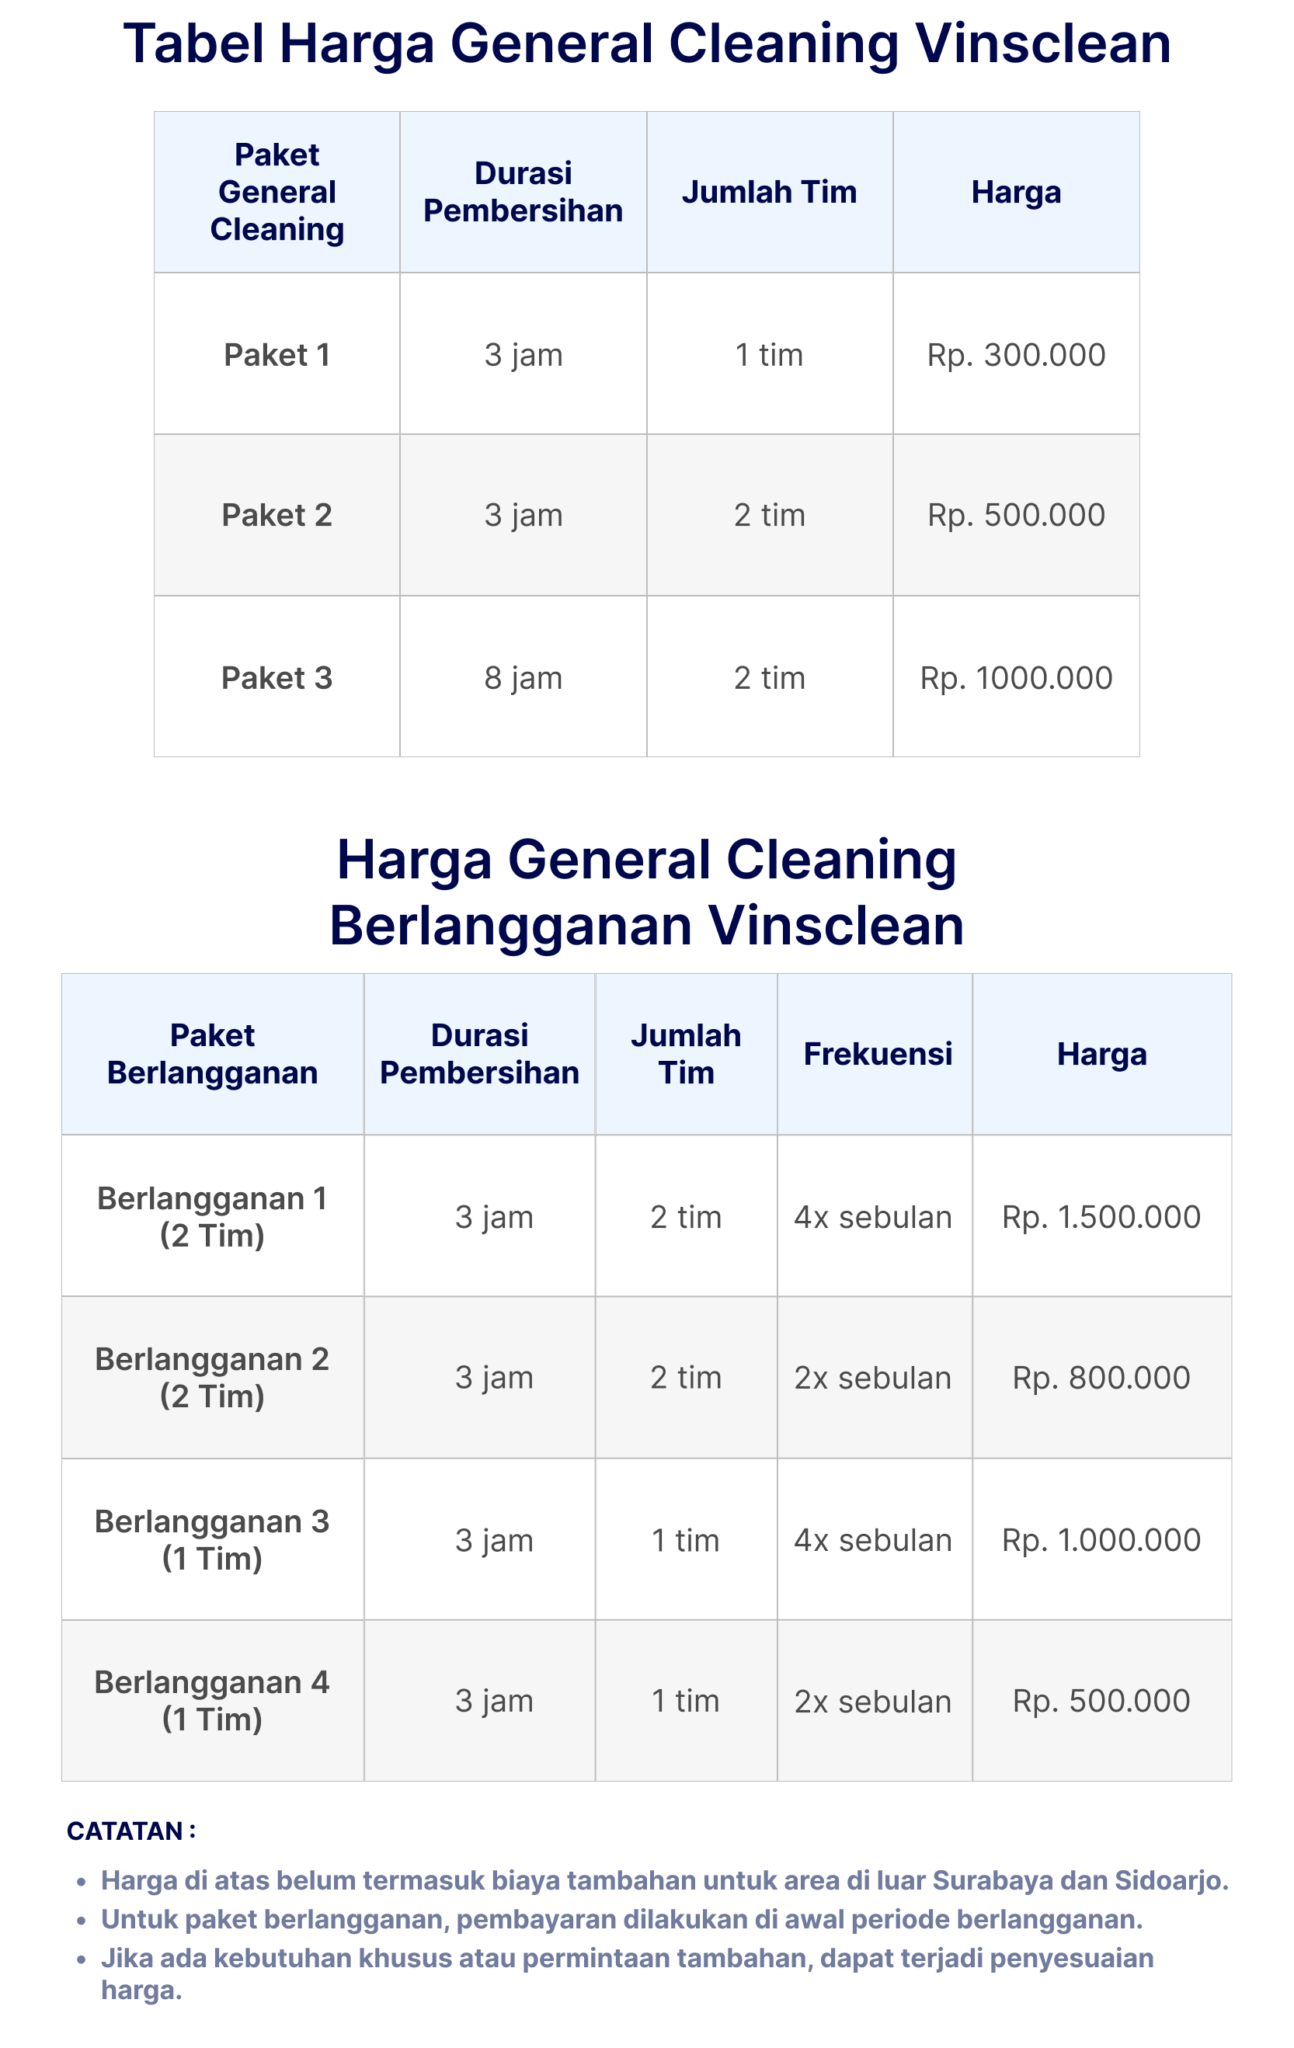 Tabel Harga General Cleaning Vinsclean
Paket
General
Cleaning
Durasi
Pembersihan
Jumlah Tim
Harga
Paket 1
3 jam
1 tim
Rp. 300.000
Paket 2
3 jam
2 tim
Rp. 500.000
Paket 3
8 jam
2 tim
Rp. 1000.000
Harga General Cleaning
Berlangganan Vinsclean
Paket
Berlangganan
Durasi
Pembersihan
Jumlah
Tim
Frekuensi
Harga
Berlangganan 1
(2 Tim)
3 jam
2 tim
4x sebulan
Rp. 1.500.000
Berlangganan 2
(2 Tim)
3 jam
2 tim
2x sebulan
Rp. 800.000
Berlangganan 3
(1 Tim)
3 jam
1 tim
4x sebulan
Rp. 1.000.000
Berlangganan 4
(1 Tim)
3 jam
1 tim
2x sebulan
Rp. 500.000
CATATAN :
• Harga di atas belum termasuk biaya tambahan untuk area di luar Surabaya dan Sidoarjo.
• Untuk paket berlangganan, pembayaran dilakukan di awal periode berlangganan.
• Jika ada kebutuhan khusus atau permintaan tambahan, dapat terjadi penyesuaian
harga.